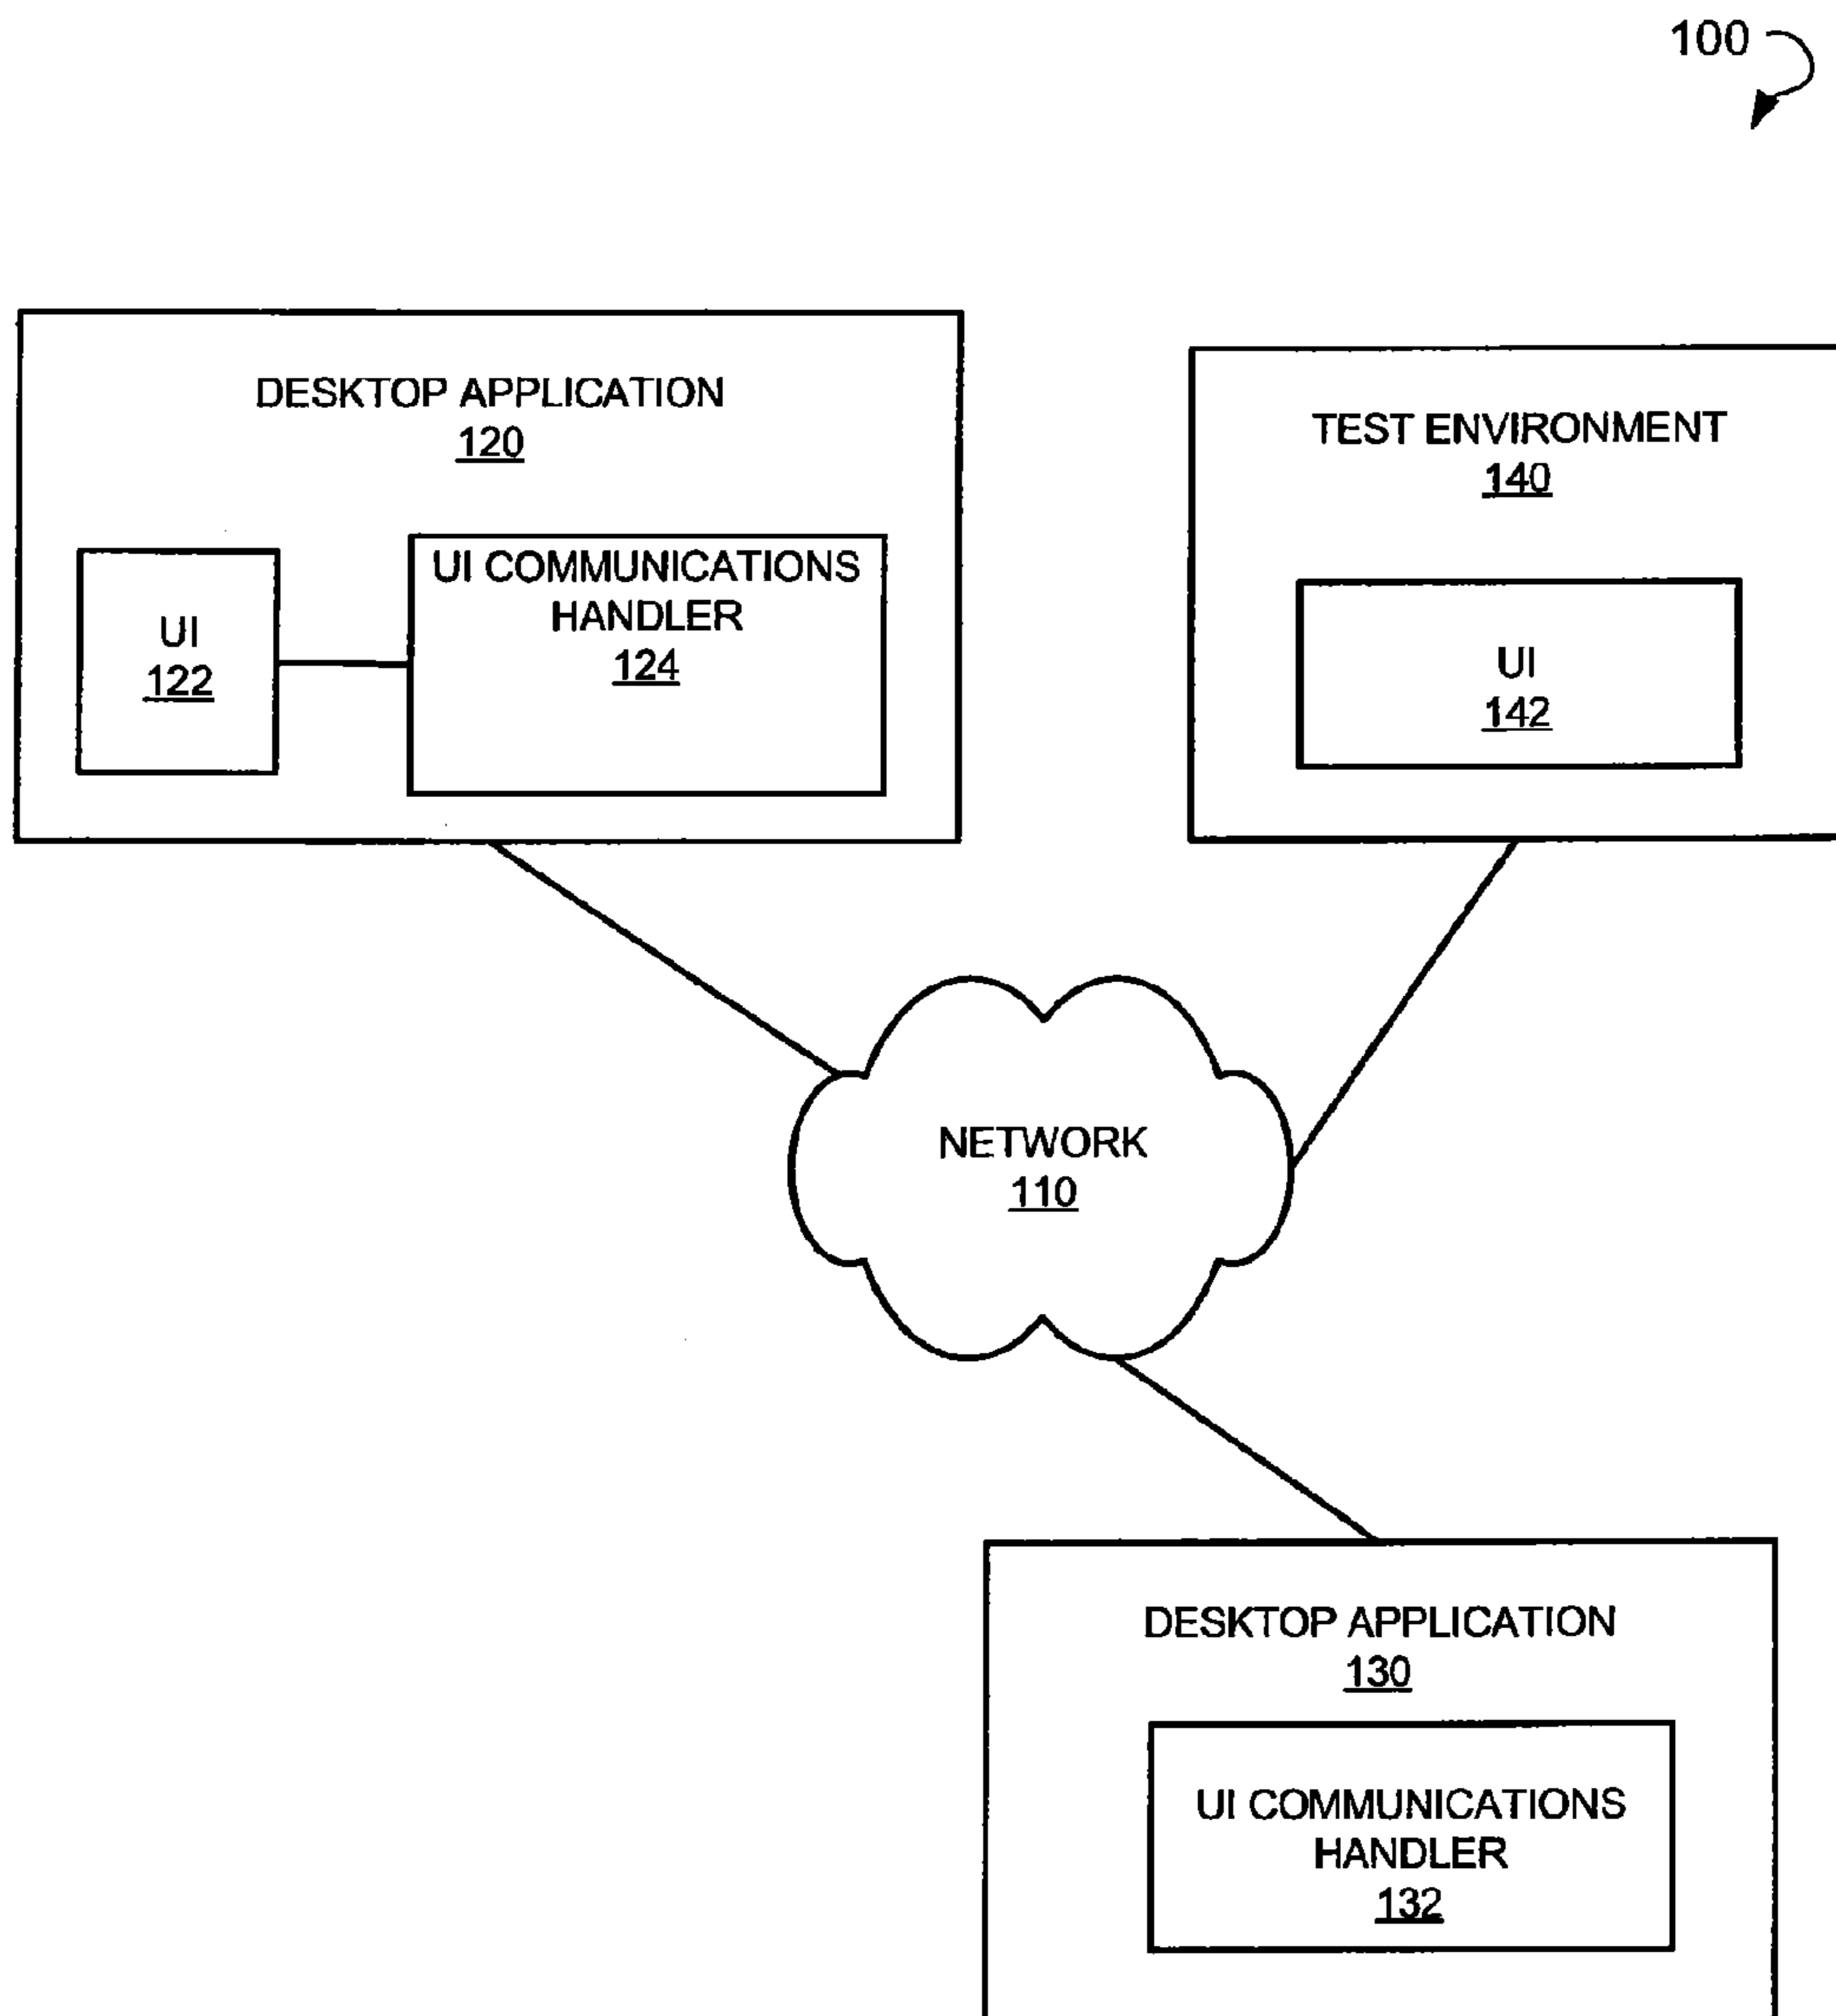 100
DESKTOP APPLICATION
120
UI
122
UI COMMUNICATIONS
HANDLER
124
TEST ENVIRONMENT
140
UI
142
NETWORK
110
DESKTOP APPLICATION
130
UI COMMUNICATIONS
HANDLER
132